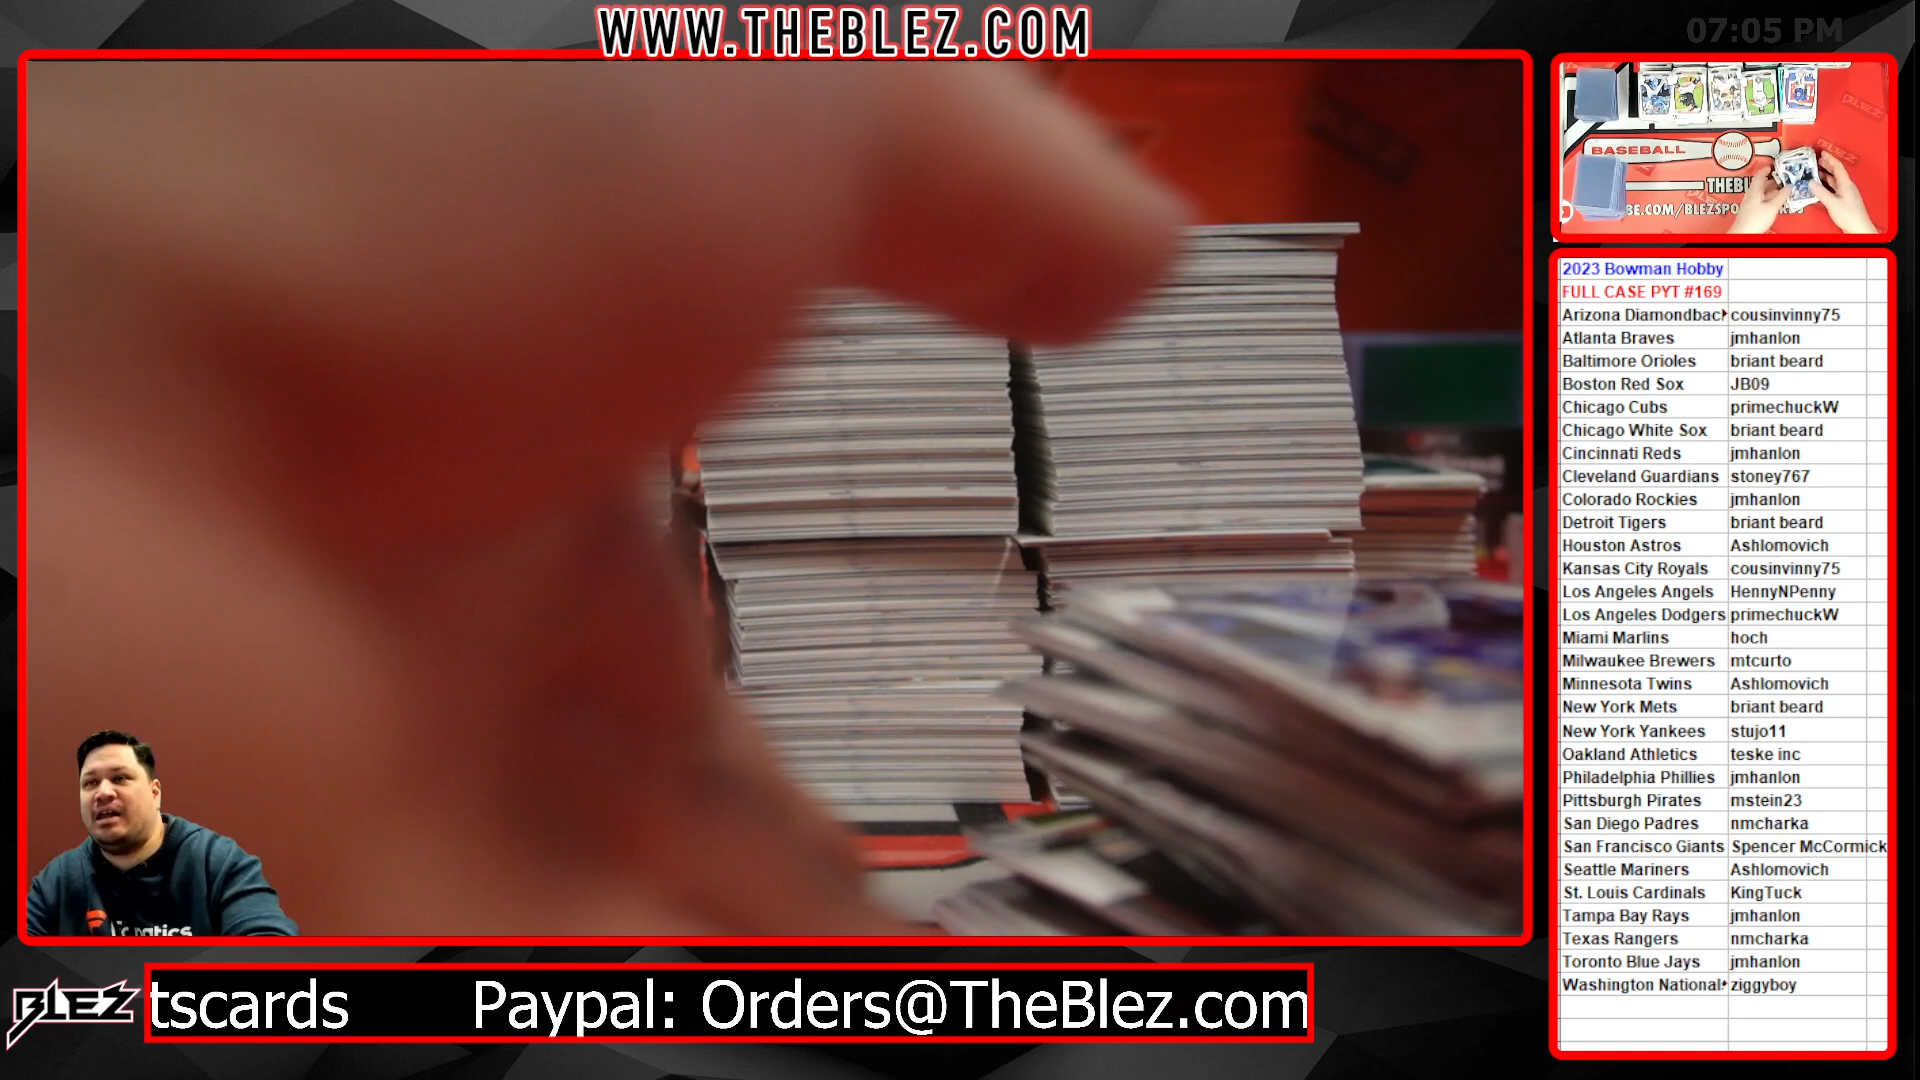 WWW.THEBLEZ.COM
07:05 PM
BASEBALL
2023 Bowman Hobby
FULL CASE PYT #169
Arizona Diamondbac cousinvinny75
Atlanta Braves jmhanlon
Baltimore Orioles briant beard
Boston Red Sox JB09
Chicago Cubs primechuckW
Chicago White Sox briant beard
Cincinnati Reds jmhanlon
Cleveland Guardians stoney767
Colorado Rockies jmhanlon
Detroit Tigers briant beard
Houston Astros Ashlomovich
Kansas City Royals cousinvinny75
Los Angeles Angels HennyNPenny
Los Angeles Dodgers primechuckW
Miami Marlins hoch
Milwaukee Brewers mtcurto
Minnesota Twins Ashlomovich
New York Mets briant beard
New York Yankees stujo11
Oakland Athletics teske inc
Philadelphia Phillies jmhanlon
Pittsburgh Pirates mstein23
San Diego Padres nmcharka
San Francisco Giants Spencer McCormick
Seattle Mariners Ashlomovich
St. Louis Cardinals KingTuck
Tampa Bay Rays jmhanlon
Texas Rangers nmcharka
Toronto Blue Jays jmhanlon
Washington National ziggyboy
BLEZ
tscards Paypal: Orders@TheBlez.com